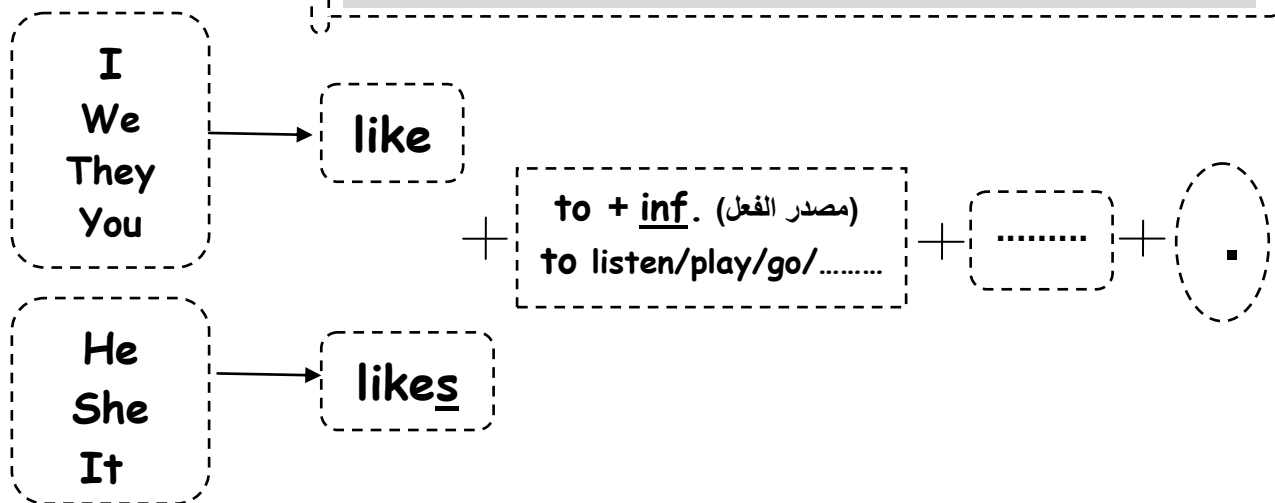 I
We
They
You
like
to + inf. (مصدر الفعل)
to listen/play/go/………
………
.
He
She
It
likes